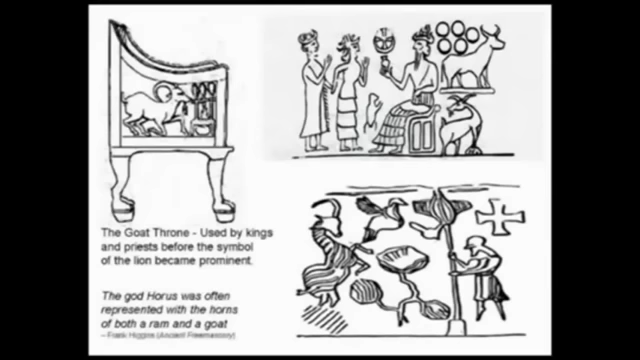 The Goat Throne - Used by kings
and priests before the symbol
of the lion became prominent.
The god Horus was often
represented with the horns
of both a ram and a goat
– Frank Higgins (Ancient Freemasonry)